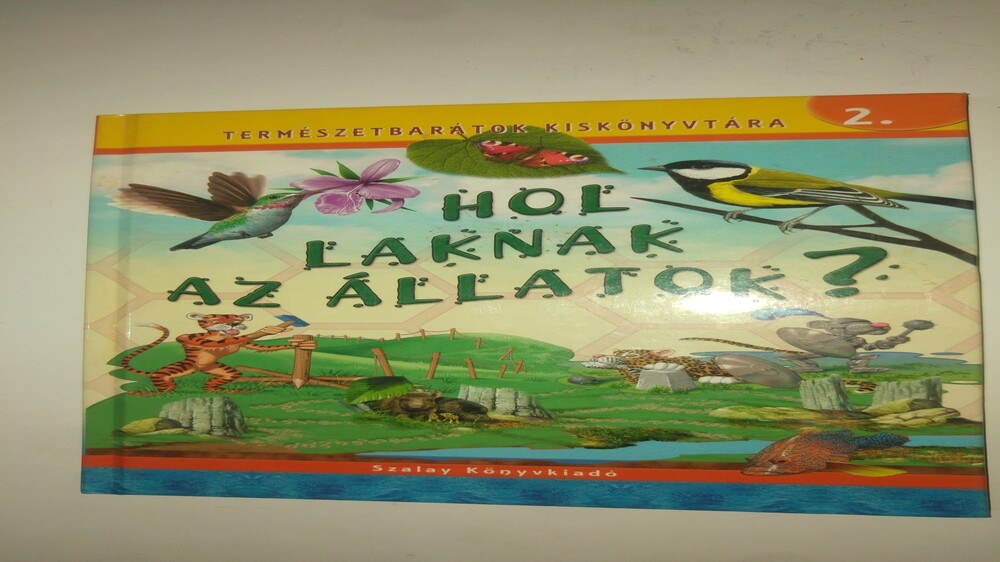 TERMÉSZETBARÁTOK KISKÖNYVTÁRA
2.
HOL
LAKNAK
AZ ÁLLATOK?
Szalay Könyvkiadó